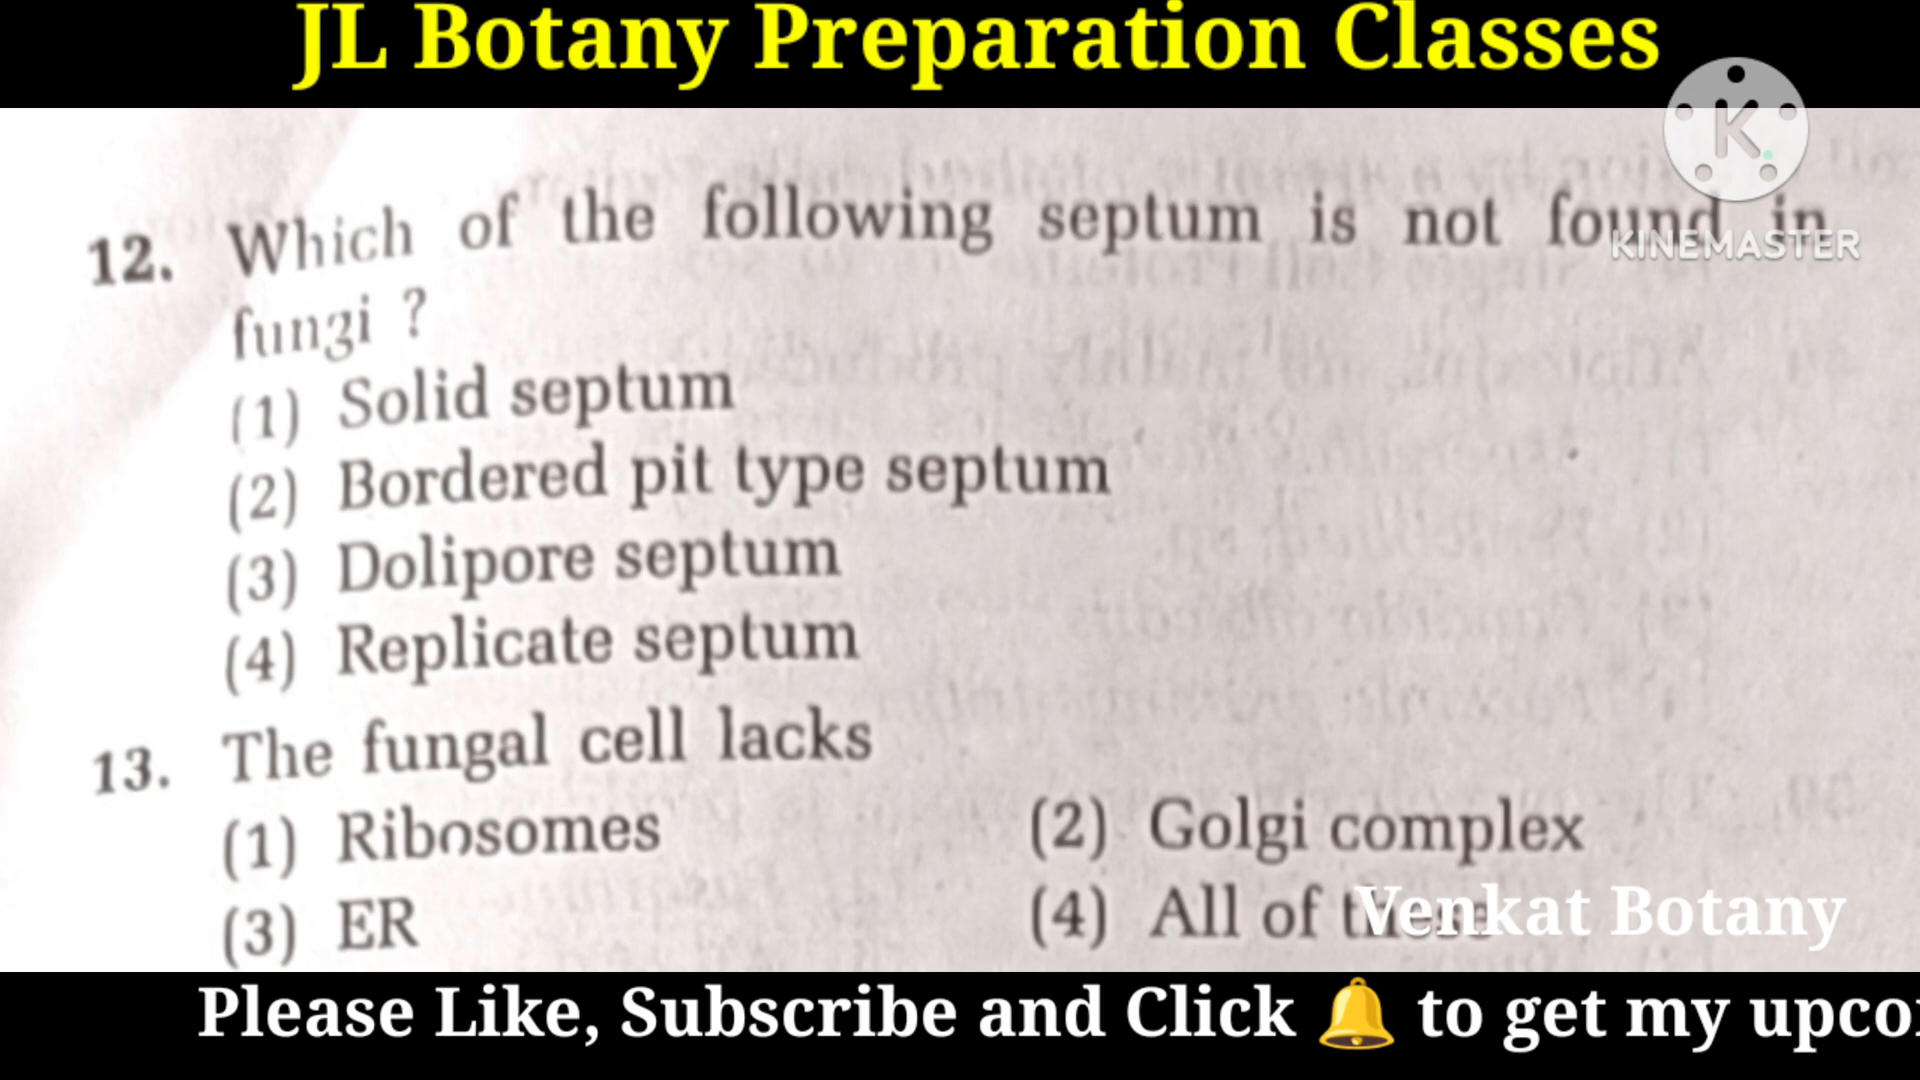 JL Botany Preparation Classes
K
KINEMASTER
12. Which of the following septum is not found in
fungi ?
(1) Solid septum
(2) Bordered pit type septum
(3) Dolipore septum
(4) Replicate septum
13. The fungal cell lacks
(1) Ribosomes (2) Golgi complex
(3) ER (4) All of these
Venkat Botany
Please Like, Subscribe and Click 🔔 to get my upco